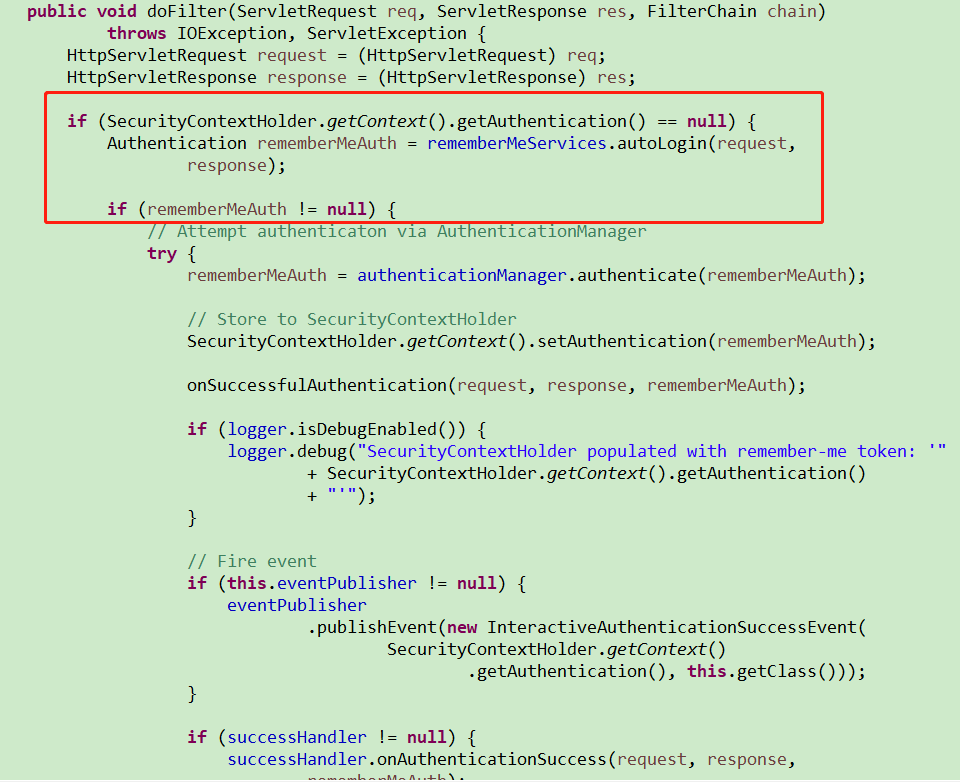 public void doFilter(ServletRequest req, ServletResponse res, FilterChain chain)
throws IOException, ServletException {
HttpServletRequest request = (HttpServletRequest) req;
HttpServletResponse response = (HttpServletResponse) res;
if (SecurityContextHolder.getContext().getAuthentication() == null) {
Authentication rememberMeAuth = rememberMeServices.autoLogin(request,
response);
if (rememberMeAuth != null) {
// Attempt authenticaton via AuthenticationManager
try {
rememberMeAuth = authenticationManager.authenticate(rememberMeAuth);
// Store to SecurityContextHolder
SecurityContextHolder.getContext().setAuthentication(rememberMeAuth);
onSuccessfulAuthentication(request, response, rememberMeAuth);
if (logger.isDebugEnabled()) {
logger.debug("SecurityContextHolder populated with remember-me token: '"
+ SecurityContextHolder.getContext().getAuthentication()
+ "'");
}
// Fire event
if (this.eventPublisher != null) {
eventPublisher
.publishEvent(new InteractiveAuthenticationSuccessEvent(
SecurityContextHolder.getContext()
.getAuthentication(), this.getClass()));
}
if (successHandler != null) {
successHandler.onAuthenticationSuccess(request, response,
rememberMeAuth);